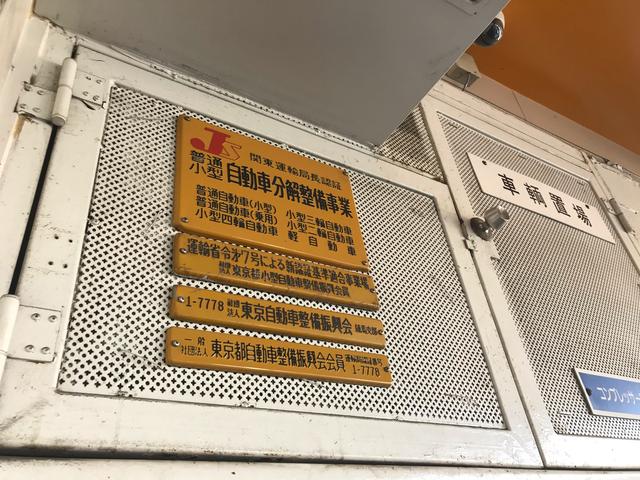 JS
関東運輸局長認証
普通
小型
自動車分解整備事業
普通自動車(小型) 小型三輪自動車
普通自動車(乗用) 小型二輪自動車
小型四輪自動車 軽自動車
運輸省令才7号による新認証基準適合事業場
東京都小型自動車整備振興会員
1-7778 社団法人 東京自動車整備振興会
一般社団法人 東京都自動車整備振興会会員 1-7778
車輌置場
コンプレッサー